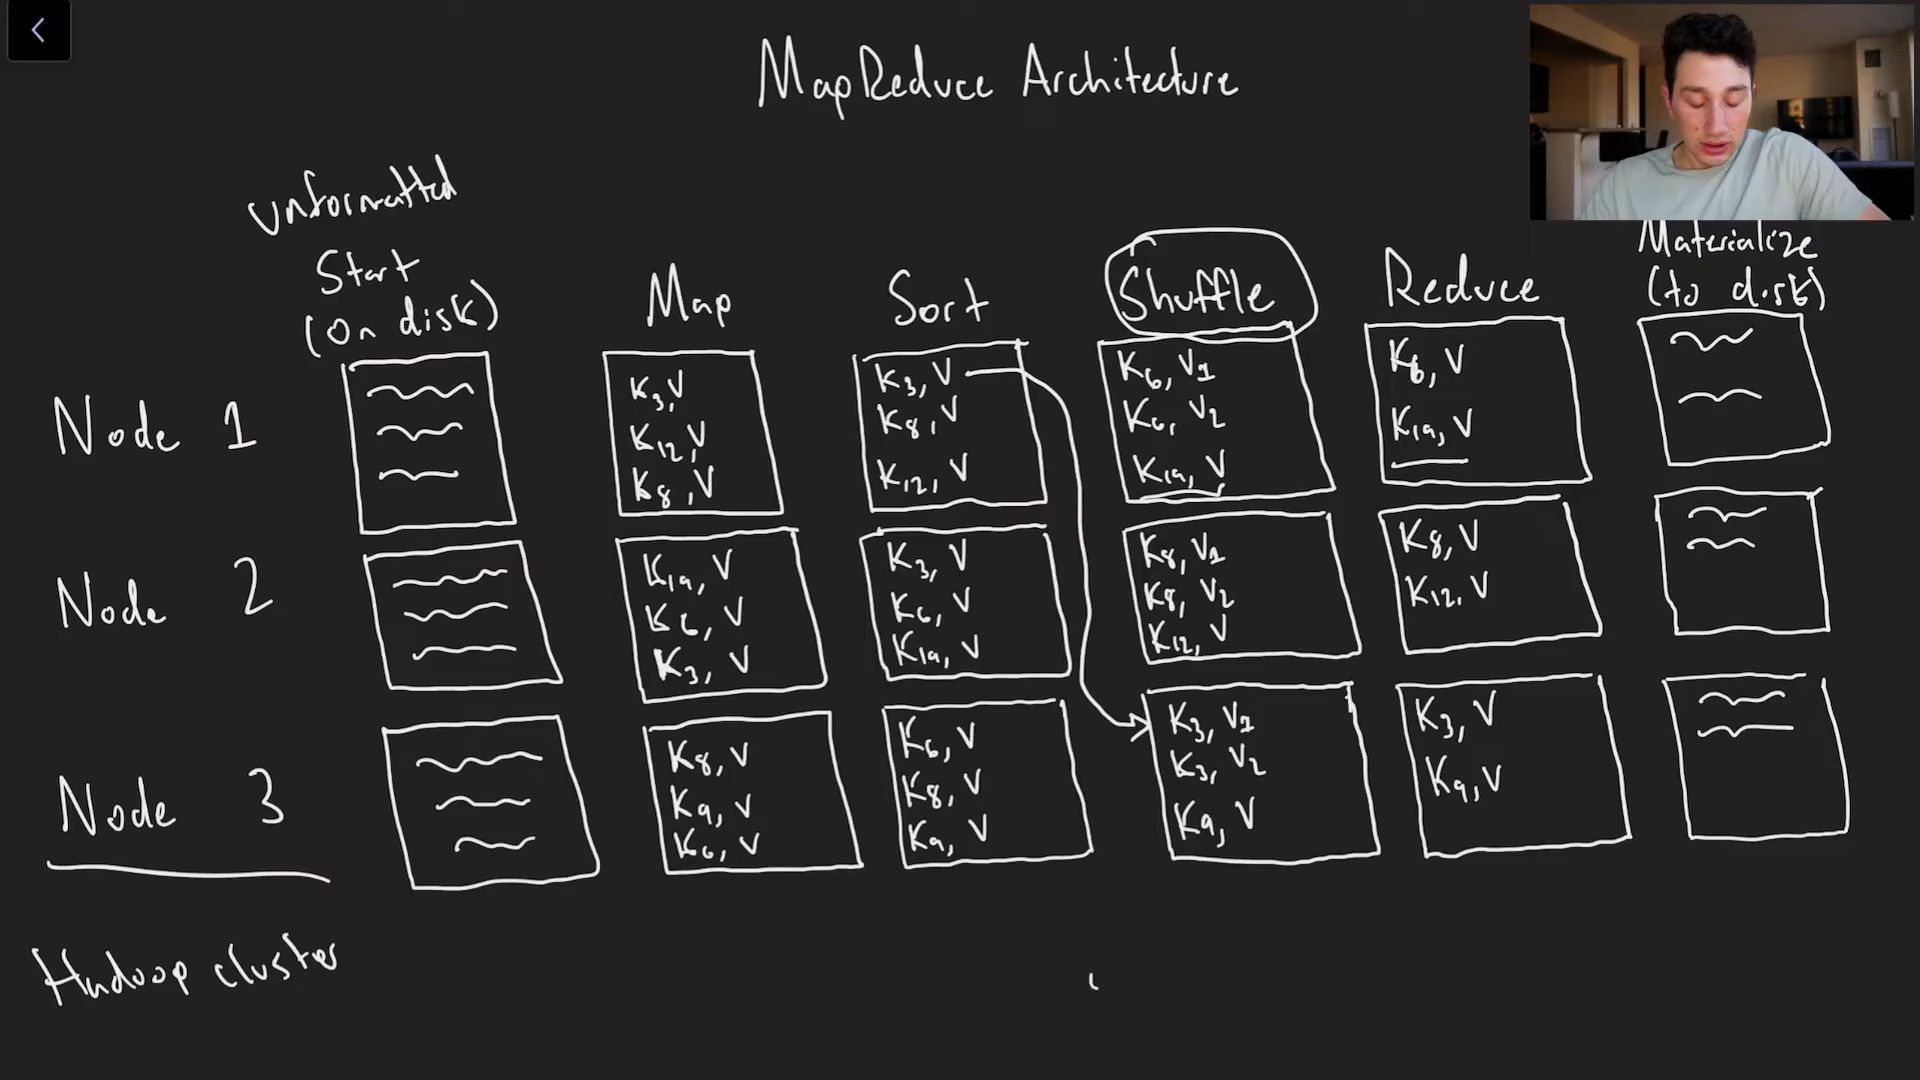 MapReduce Architecture
unformatted
Start
(on disk)
Map
Sort
Shuffle
Reduce
Materialize
(to disk)
Node 1
K3, V
K12, V
K8, V
K3, V
K8, V
K12, V
K6, V1
K6, V2
K19, V
K6, V
K19, V
Node 2
K19, V
K6, V
K3, V
K3, V
K6, V
K19, V
K8, V1
K8, V2
K12, V
K8, V
K12, V
Node 3
K8, V
K9, V
K6, V
K6, V
K8, V
K9, V
K3, V1
K3, V2
K9, V
K3, V
K9, V
Hadoop cluster